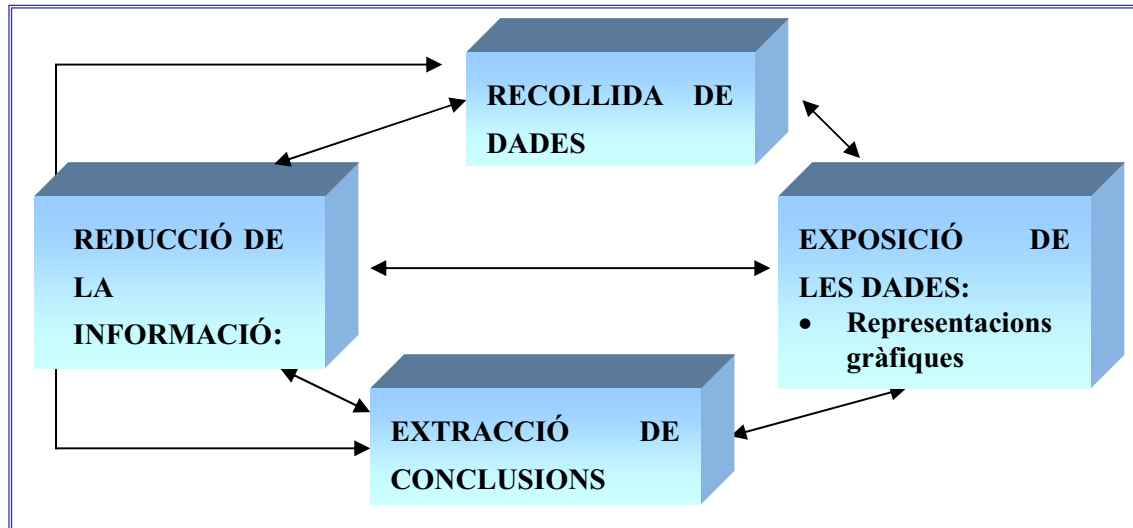 RECOLLIDA DE
DADES
REDUCCIÓ DE
LA
INFORMACIÓ:
EXPOSICIÓ DE
LES DADES:
• Representacions
gràfiques
EXTRACCIÓ DE
CONCLUSIONS